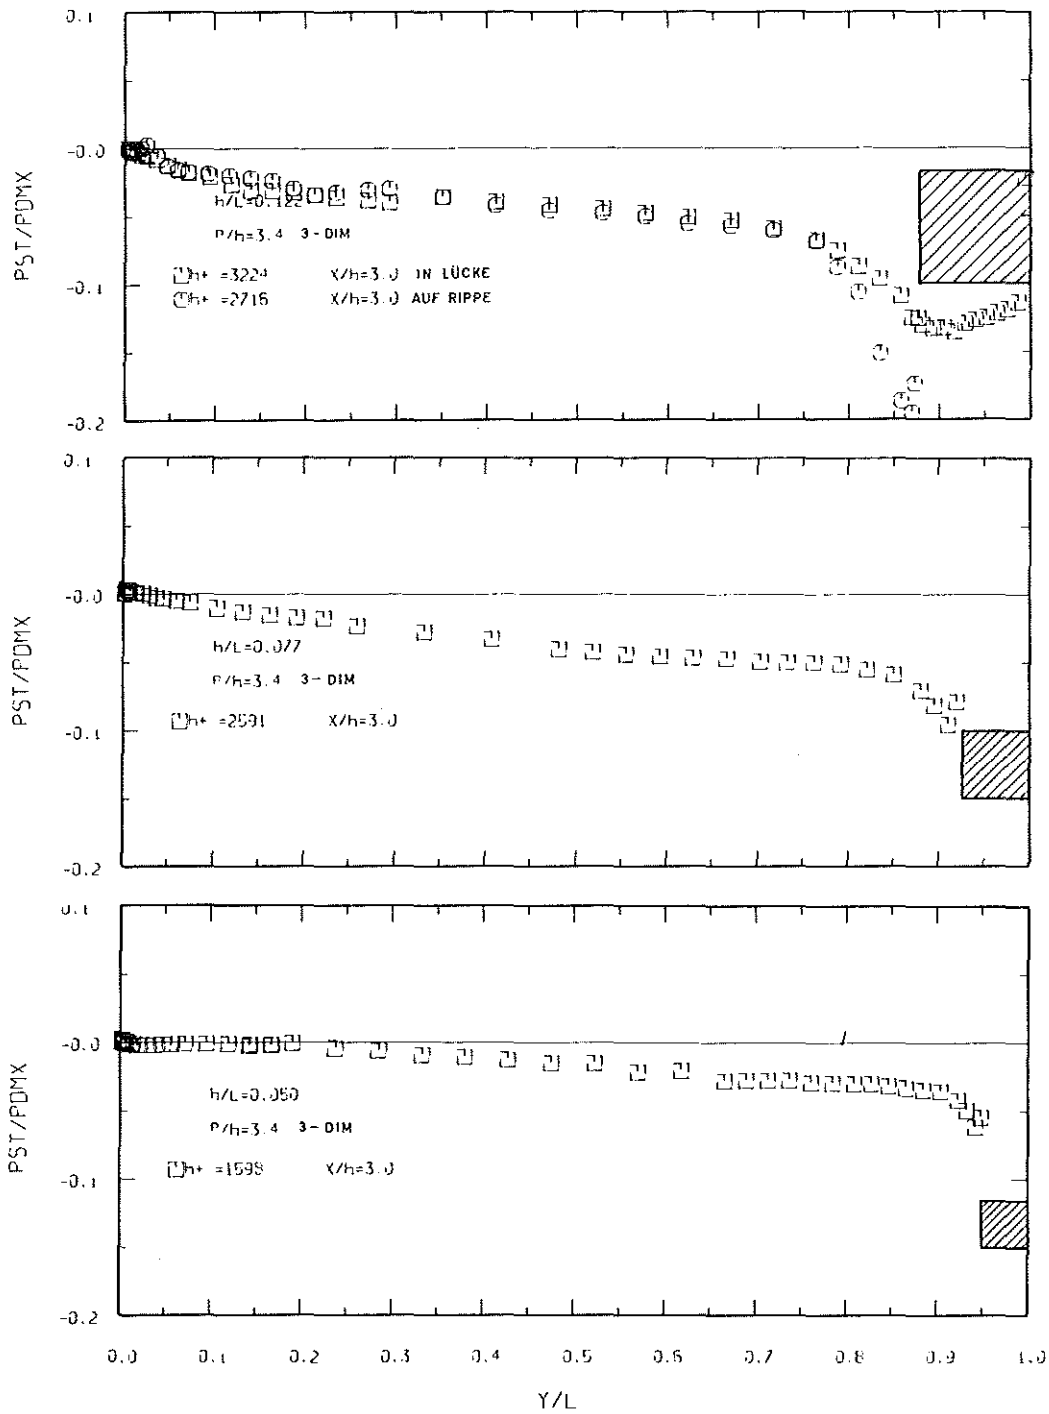 0.1
-0.0
-0.1
-0.2
PST/PDMX
h/L=0.122
P/h=3.4 3-DIM
h+ =3224 X/h=3.0 IN LÜCKE
h+ =2716 X/h=3.0 AUF RIPPE
0.1
-0.0
-0.1
-0.2
PST/PDMX
h/L=0.077
P/h=3.4 3-DIM
h+ =2591 X/h=3.0
0.1
-0.0
-0.1
-0.2
PST/PDMX
h/L=0.050
P/h=3.4 3-DIM
h+ =1598 X/h=3.0
0.0 0.1 0.2 0.3 0.4 0.5 0.6 0.7 0.8 0.9 1.0
Y/L